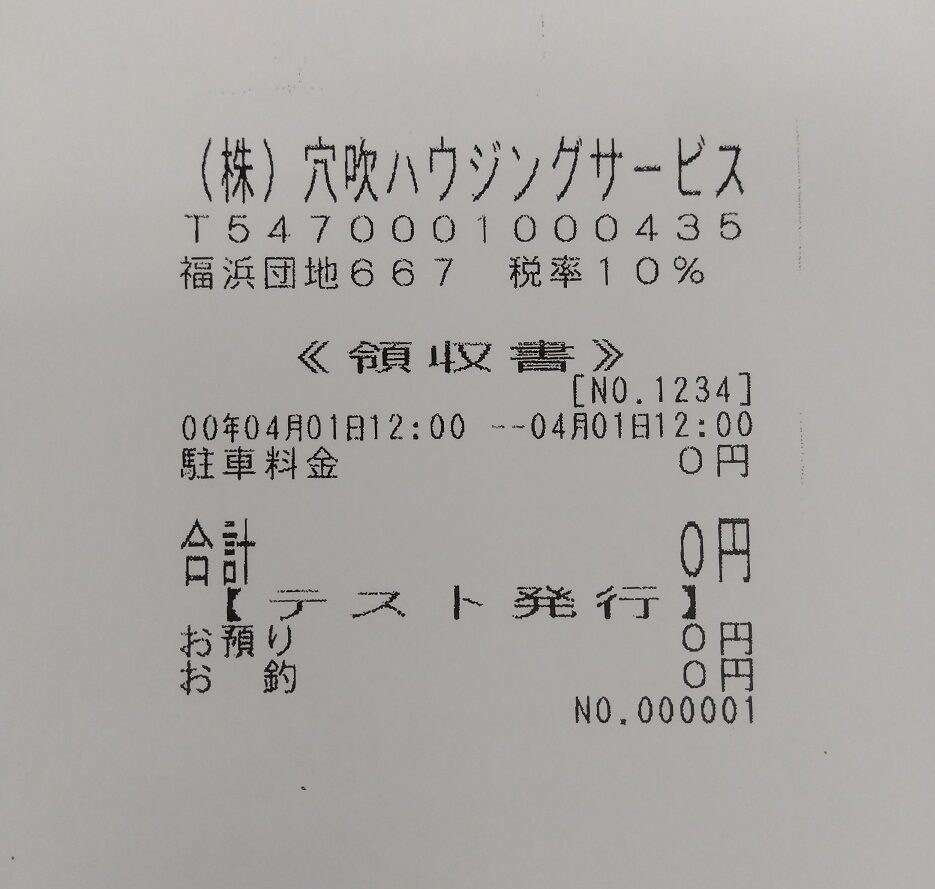 (株)穴吹ハウジングサービス
T5470001000435
福浜団地667 税率10%
≪領収書≫
[NO.1234]
00年04月01日12:00 --04月01日12:00
駐車料金 0円
合計 0円
【テスト発行】
お預り 0円
お 釣 0円
NO.000001